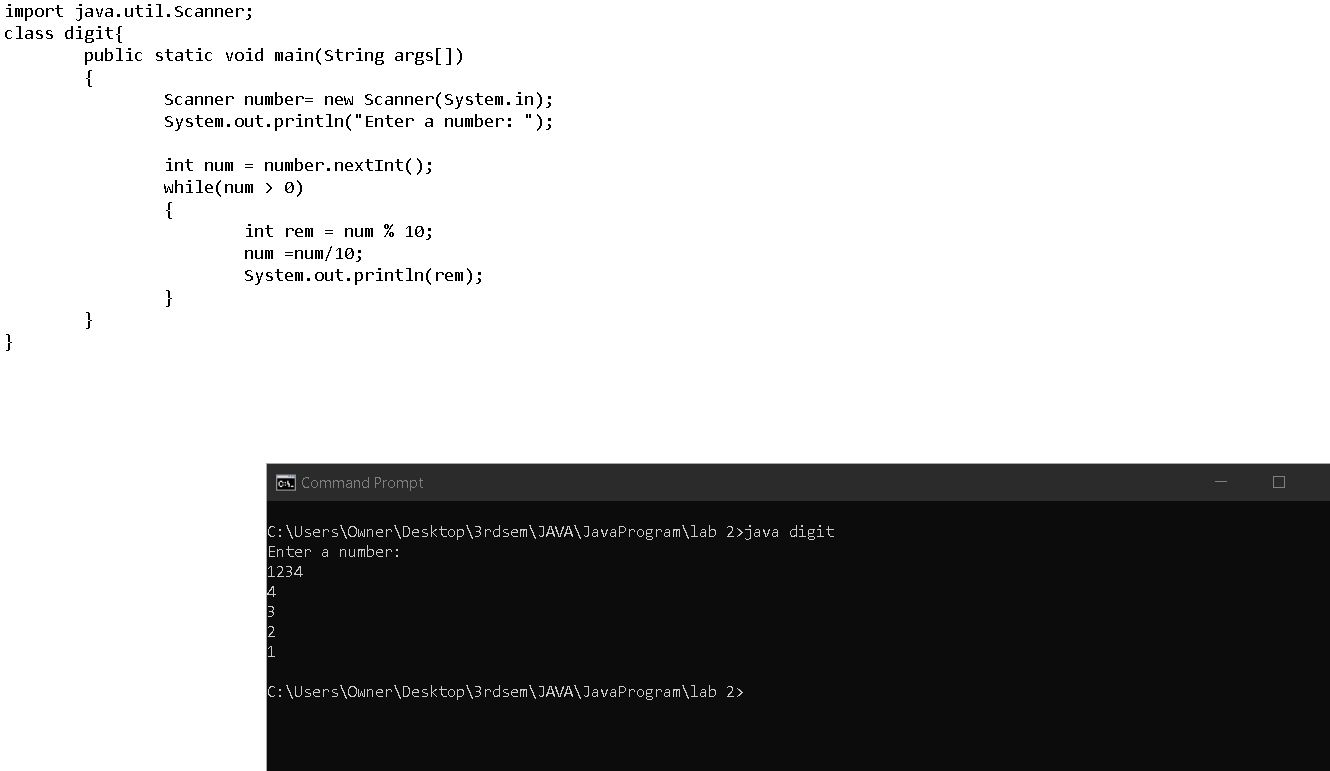 import java.util.Scanner;
class digit{
public static void main(String args[])
{
Scanner number= new Scanner(System.in);
System.out.println("Enter a number: ");
int num = number.nextInt();
while(num > 0)
{
int rem = num % 10;
num =num/10;
System.out.println(rem);
}
}
}
Command Prompt
C:\Users\Owner\Desktop\3rdsem\JAVA\JavaProgram\lab 2>java digit
Enter a number:
1234
4
3
2
1
C:\Users\Owner\Desktop\3rdsem\JAVA\JavaProgram\lab 2>